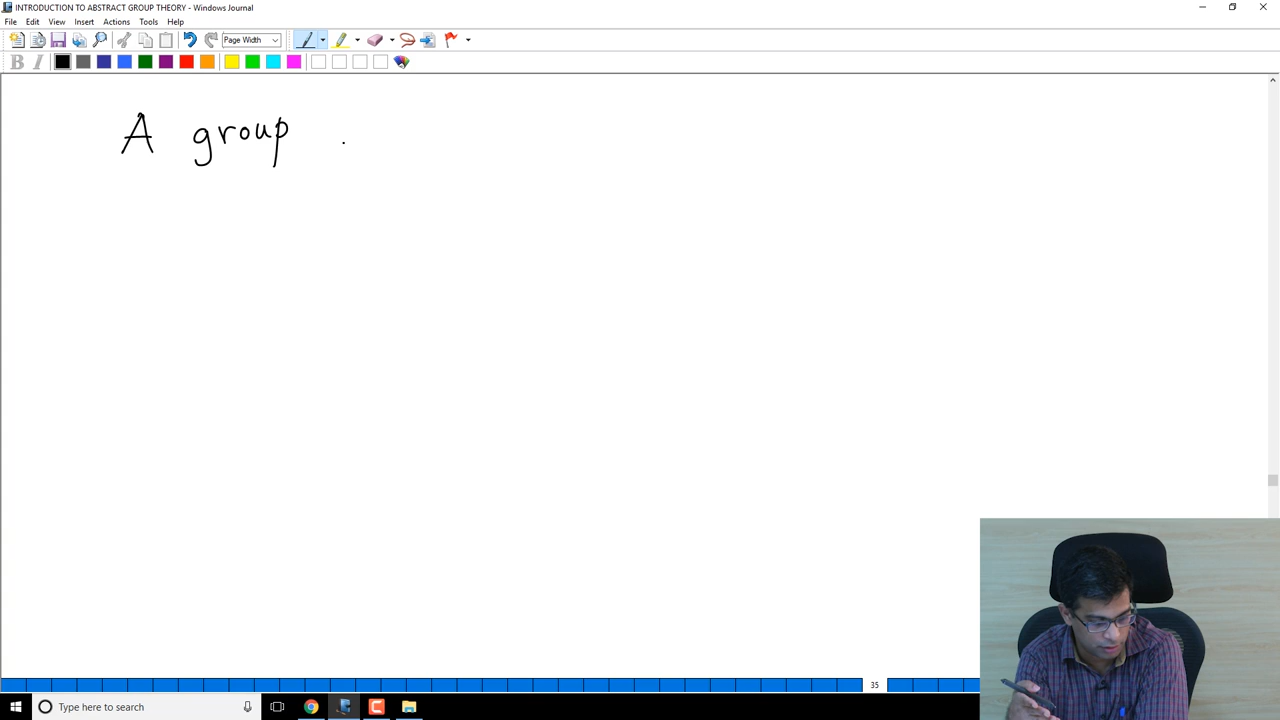 INTRODUCTION TO ABSTRACT GROUP THEORY - Windows Journal
File Edit View Insert Actions Tools Help
Page Width
B I
A group .
35
Type here to search